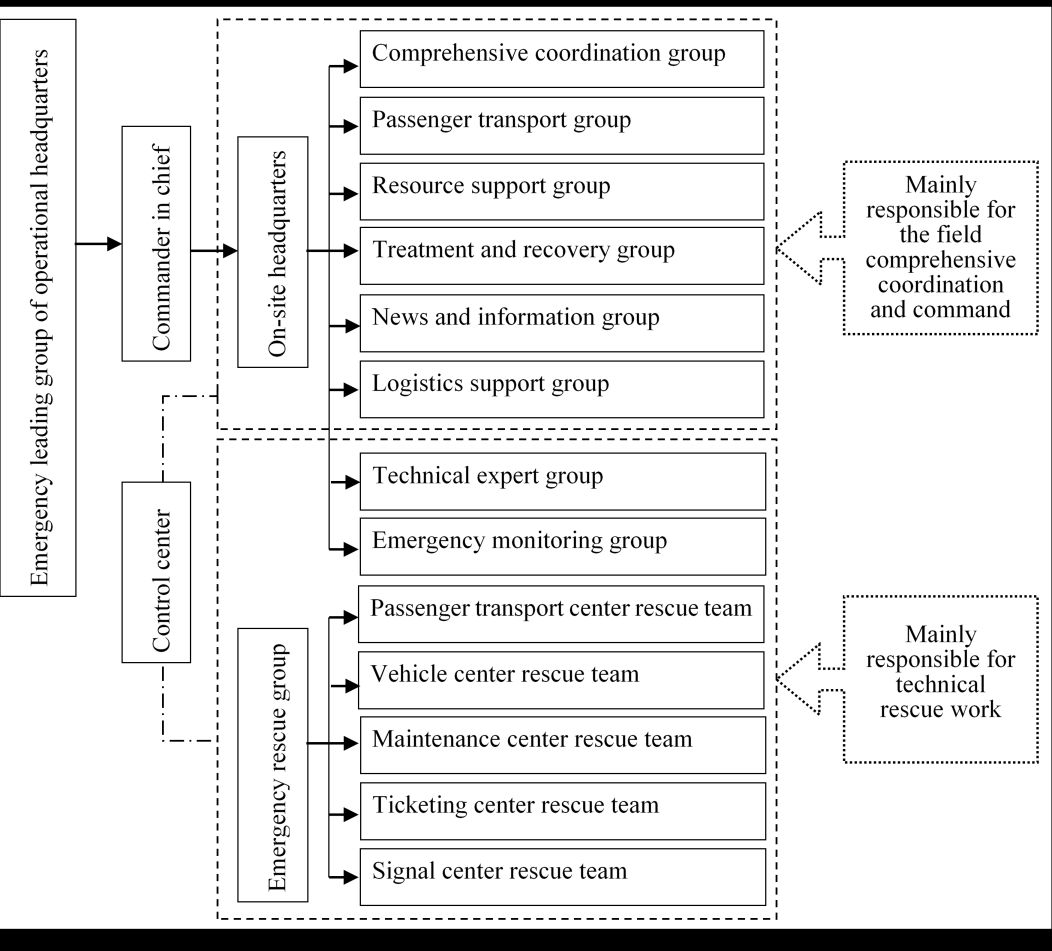 Emergency leading group of operational headquarters
Commander in chief
Control center
On-site headquarters
Comprehensive coordination group
Passenger transport group
Resource support group
Treatment and recovery group
News and information group
Logistics support group
Technical expert group
Emergency monitoring group
Emergency rescue group
Passenger transport center rescue team
Vehicle center rescue team
Maintenance center rescue team
Ticketing center rescue team
Signal center rescue team
Mainly
responsible for
the field
comprehensive
coordination
and command
Mainly
responsible for
technical
rescue work